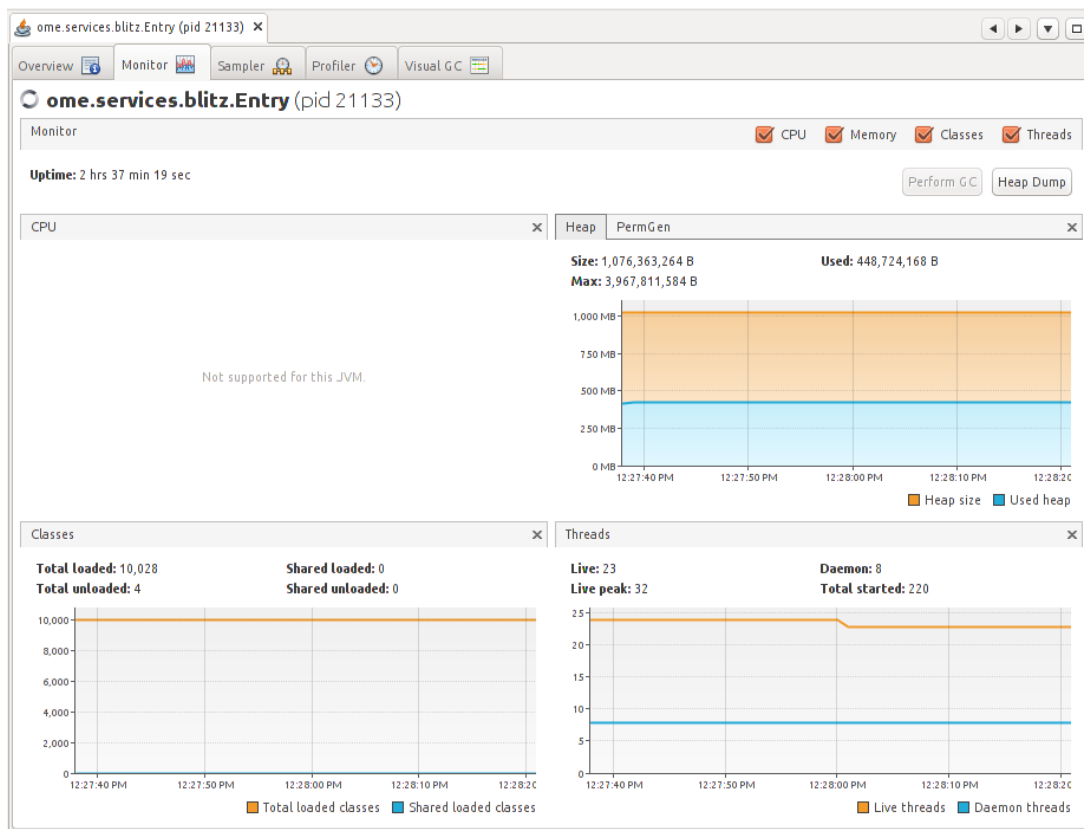 ome.services.blitz.Entry (pid 21133)
Overview Monitor Sampler Profiler Visual GC
ome.services.blitz.Entry (pid 21133)
Monitor CPU Memory Classes Threads
Uptime: 2 hrs 37 min 19 sec Perform GC Heap Dump
CPU
Not supported for this JVM.
Heap PermGen
Size: 1,076,363,264 B Used: 448,724,168 B
Max: 3,967,811,584 B
1,000 MB
750 MB
500 MB
250 MB
0 MB
12:27:40 PM 12:27:50 PM 12:28:00 PM 12:28:10 PM 12:28:20
Heap size Used heap
Classes
Total loaded: 10,028 Shared loaded: 0
Total unloaded: 4 Shared unloaded: 0
10,000
8,000
6,000
4,000
2,000
0
12:27:40 PM 12:27:50 PM 12:28:00 PM 12:28:10 PM 12:28:20
Total loaded classes Shared loaded classes
Threads
Live: 23 Daemon: 8
Live peak: 32 Total started: 220
25
20
15
10
5
0
12:27:40 PM 12:27:50 PM 12:28:00 PM 12:28:10 PM 12:28:20
Live threads Daemon threads